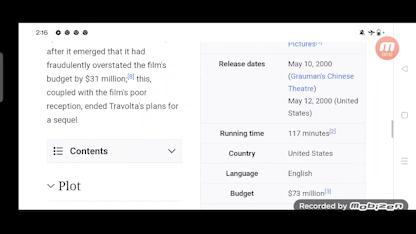 2:16
after it emerged that it had
fraudulently overstated the film's
budget by $31 million;[8] this,
coupled with the film's poor
reception, ended Travolta's plans for
a sequel.
Contents
Plot
Pictures
Release dates
May 10, 2000
(Grauman's Chinese
Theatre)
May 12, 2000 (United
States)
Running time
117 minutes[2]
Country
United States
Language
English
Budget
$73 million[3]
Recorded by Mobizen